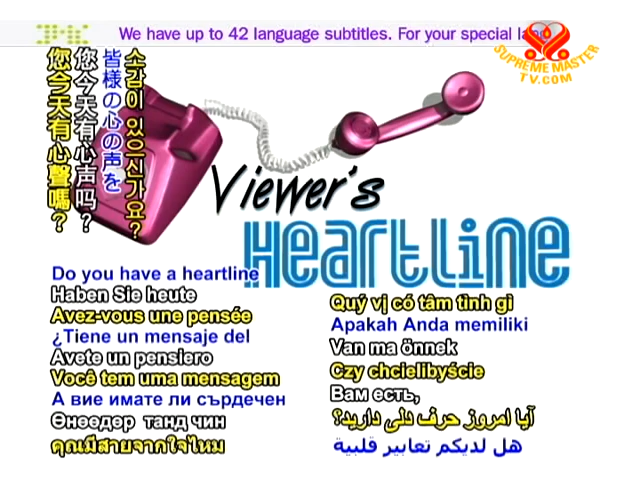 We have up to 42 language subtitles. For your special lang
SUPREME MASTER
TV.COM
소감이 있으신가요?
皆様の心の声を
您今天有心声吗？
您今天有心聲嗎？
Viewer's
Heartline
Do you have a heartline
Haben Sie heute
Avez-vous une pensée
¿Tiene un mensaje del
Avete un pensiero
Você tem uma mensagem
А вие имате ли сърдечен
Өнөөдөр танд чин
คุณมีสายจากใจไหม
Quý vị có tâm tình gì
Apakah Anda memiliki
Van ma önnek
Czy chcielibyście
Вам есть,
آیا امروز حرف دلی دارید؟
هل لديكم تعابير قلبية